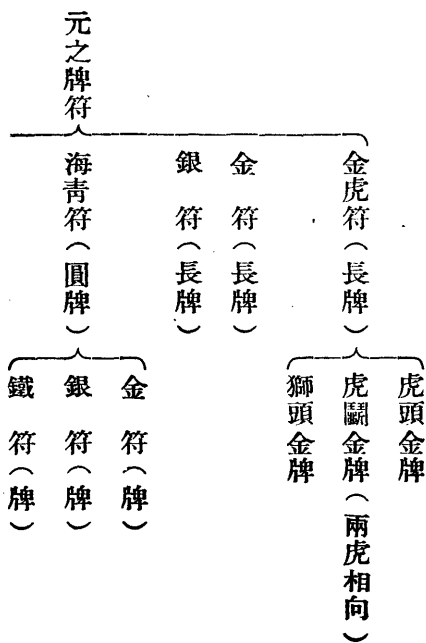 元之牌符
金虎符（長牌）
虎頭金牌
虎鬭金牌（兩虎相向）
獅頭金牌
金符（長牌）
銀符（長牌）
海青符（圓牌）
金符（牌）
銀符（牌）
鐵符（牌）